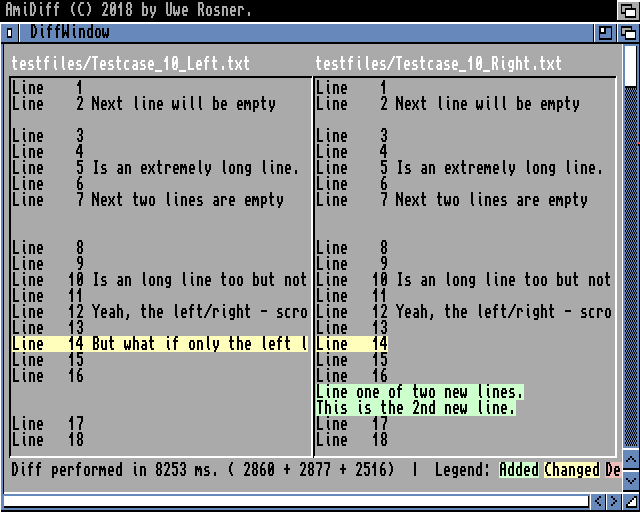 AmiDiff (C) 2018 by Uwe Rosner.
DiffWindow
testfiles/Testcase_10_Left.txt testfiles/Testcase_10_Right.txt
Line 1 Line 1
Line 2 Next line will be empty Line 2 Next line will be empty
Line 3 Line 3
Line 4 Line 4
Line 5 Is an extremely long line. Line 5 Is an extremely long line.
Line 6 Line 6
Line 7 Next two lines are empty Line 7 Next two lines are empty
Line 8 Line 8
Line 9 Line 9
Line 10 Is an long line too but not Line 10 Is an long line too but not
Line 11 Line 11
Line 12 Yeah, the left/right - scro Line 12 Yeah, the left/right - scro
Line 13 Line 13
Line 14 But what if only the left l Line 14
Line 15 Line 15
Line 16 Line 16
Line one of two new lines.
This is the 2nd new line.
Line 17 Line 17
Line 18 Line 18
Diff performed in 8253 ms. ( 2860 + 2877 + 2516) | Legend: Added Changed De